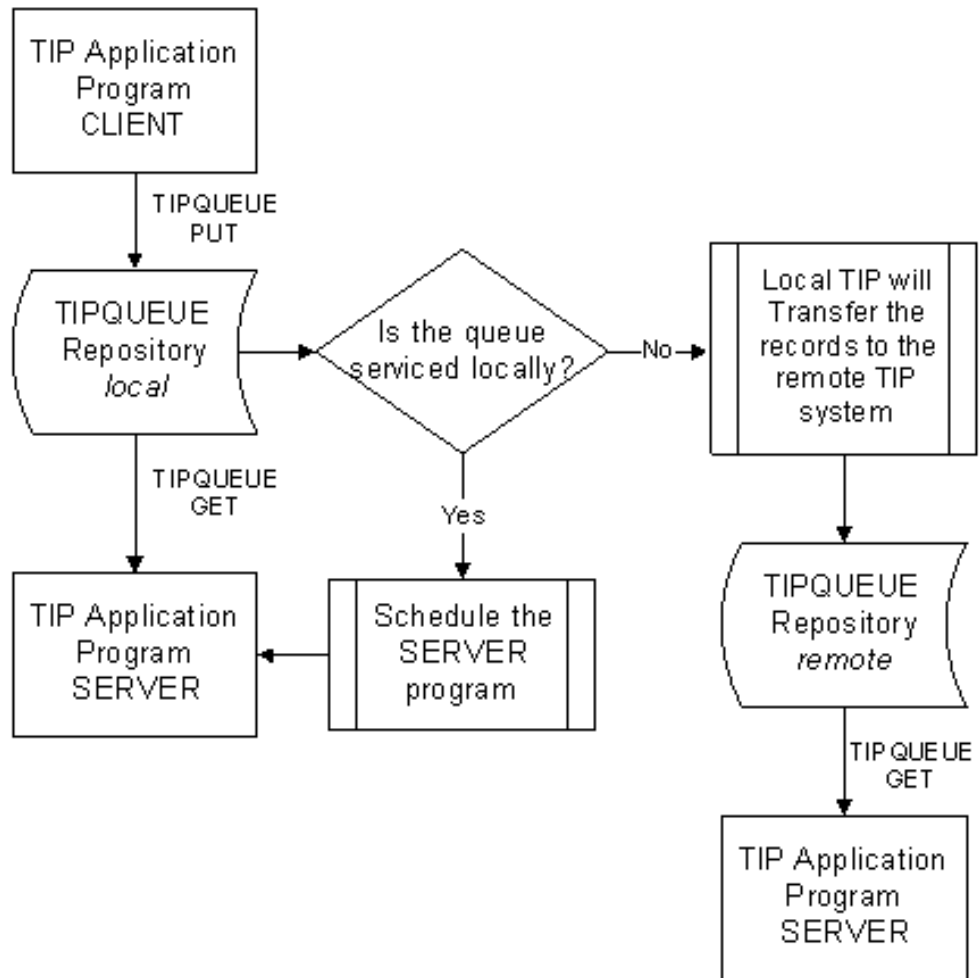 TIP Application
Program
CLIENT
TIPQUEUE
PUT
TIPQUEUE
Repository
local
Is the queue
serviced locally?
No
Local TIP will
Transfer the
records to the
remote TIP
system
TIPQUEUE
GET
Yes
TIP Application
Program
SERVER
Schedule the
SERVER
program
TIPQUEUE
Repository
remote
TIPQUEUE
GET
TIP Application
Program
SERVER